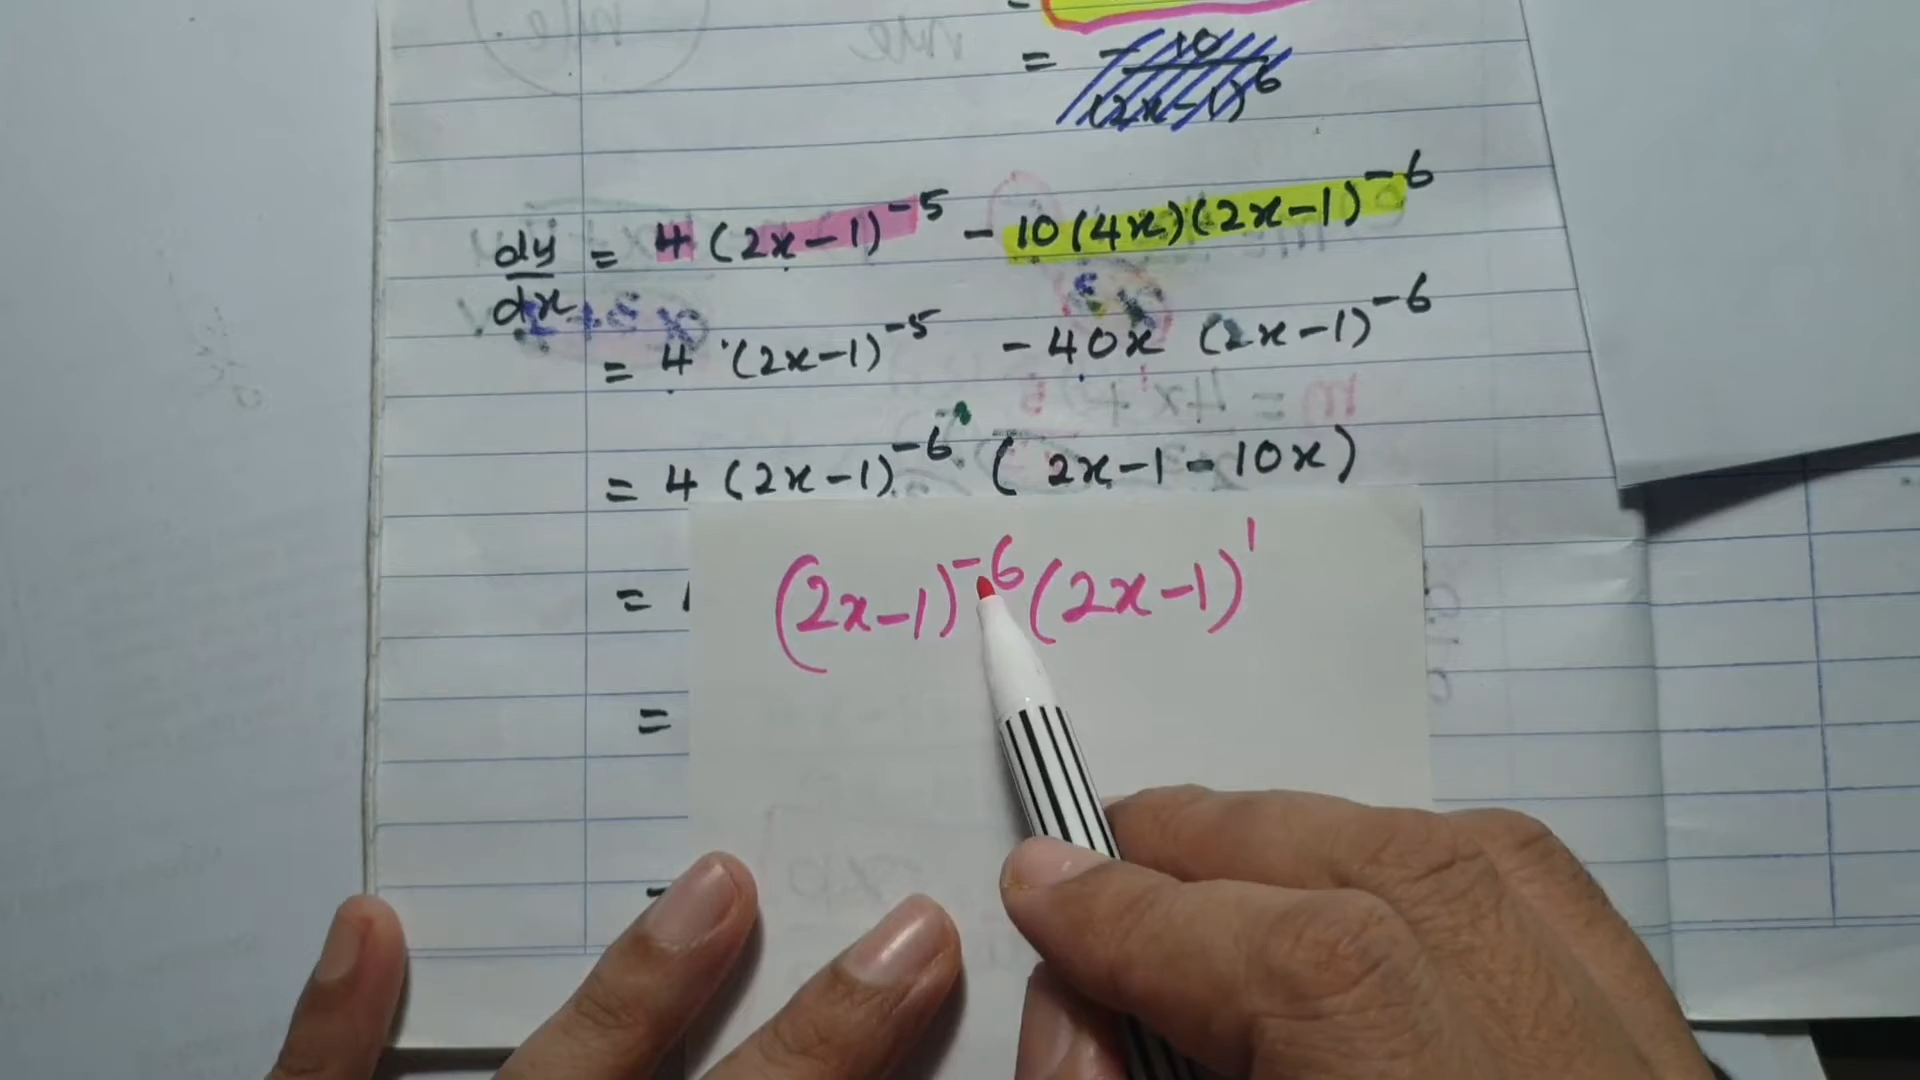 = -10/(2x-1)^6
dy/dx = 4(2x-1)^-5 - 10(4x)(2x-1)^-6
= 4 (2x-1)^-5 - 40x (2x-1)^-6
= 4(2x-1)^-6 (2x-1-10x)
(2x-1)^-6 (2x-1)^1
=
=